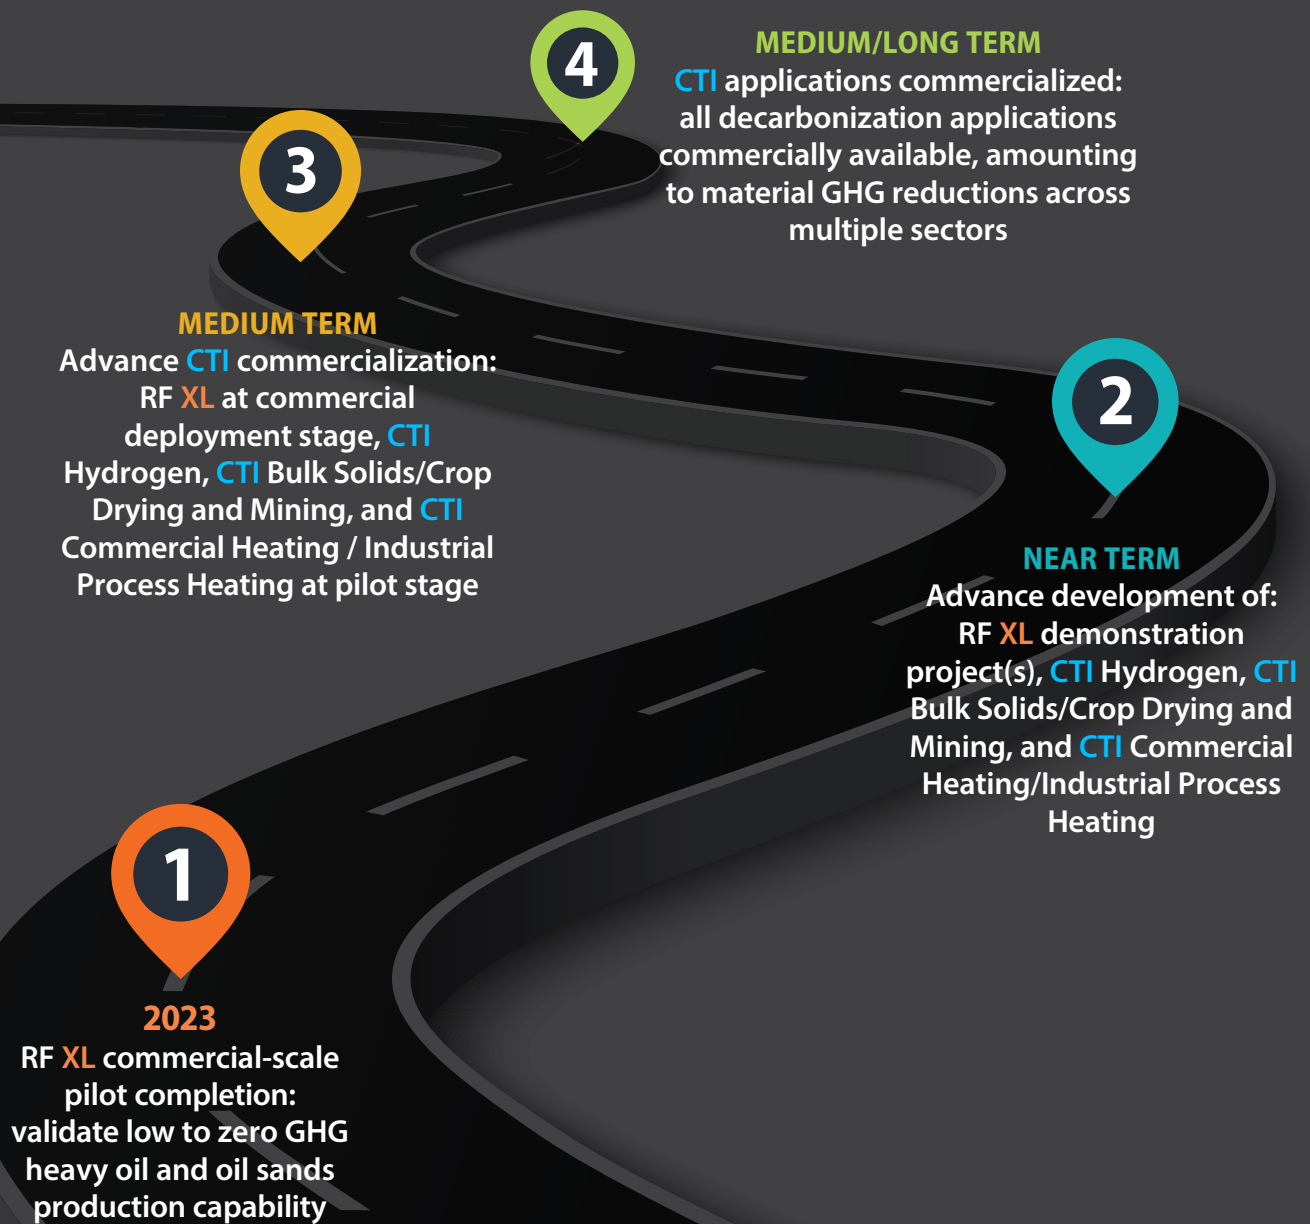 4
MEDIUM/LONG TERM
CTI applications commercialized:
all decarbonization applications
commercially available, amounting
to material GHG reductions across
multiple sectors
3
MEDIUM TERM
Advance CTI commercialization:
RF XL at commercial
deployment stage, CTI
Hydrogen, CTI Bulk Solids/Crop
Drying and Mining, and CTI
Commercial Heating / Industrial
Process Heating at pilot stage
2
NEAR TERM
Advance development of:
RF XL demonstration
project(s), CTI Hydrogen, CTI
Bulk Solids/Crop Drying and
Mining, and CTI Commercial
Heating/Industrial Process
Heating
1
2023
RF XL commercial-scale
pilot completion:
validate low to zero GHG
heavy oil and oil sands
production capability